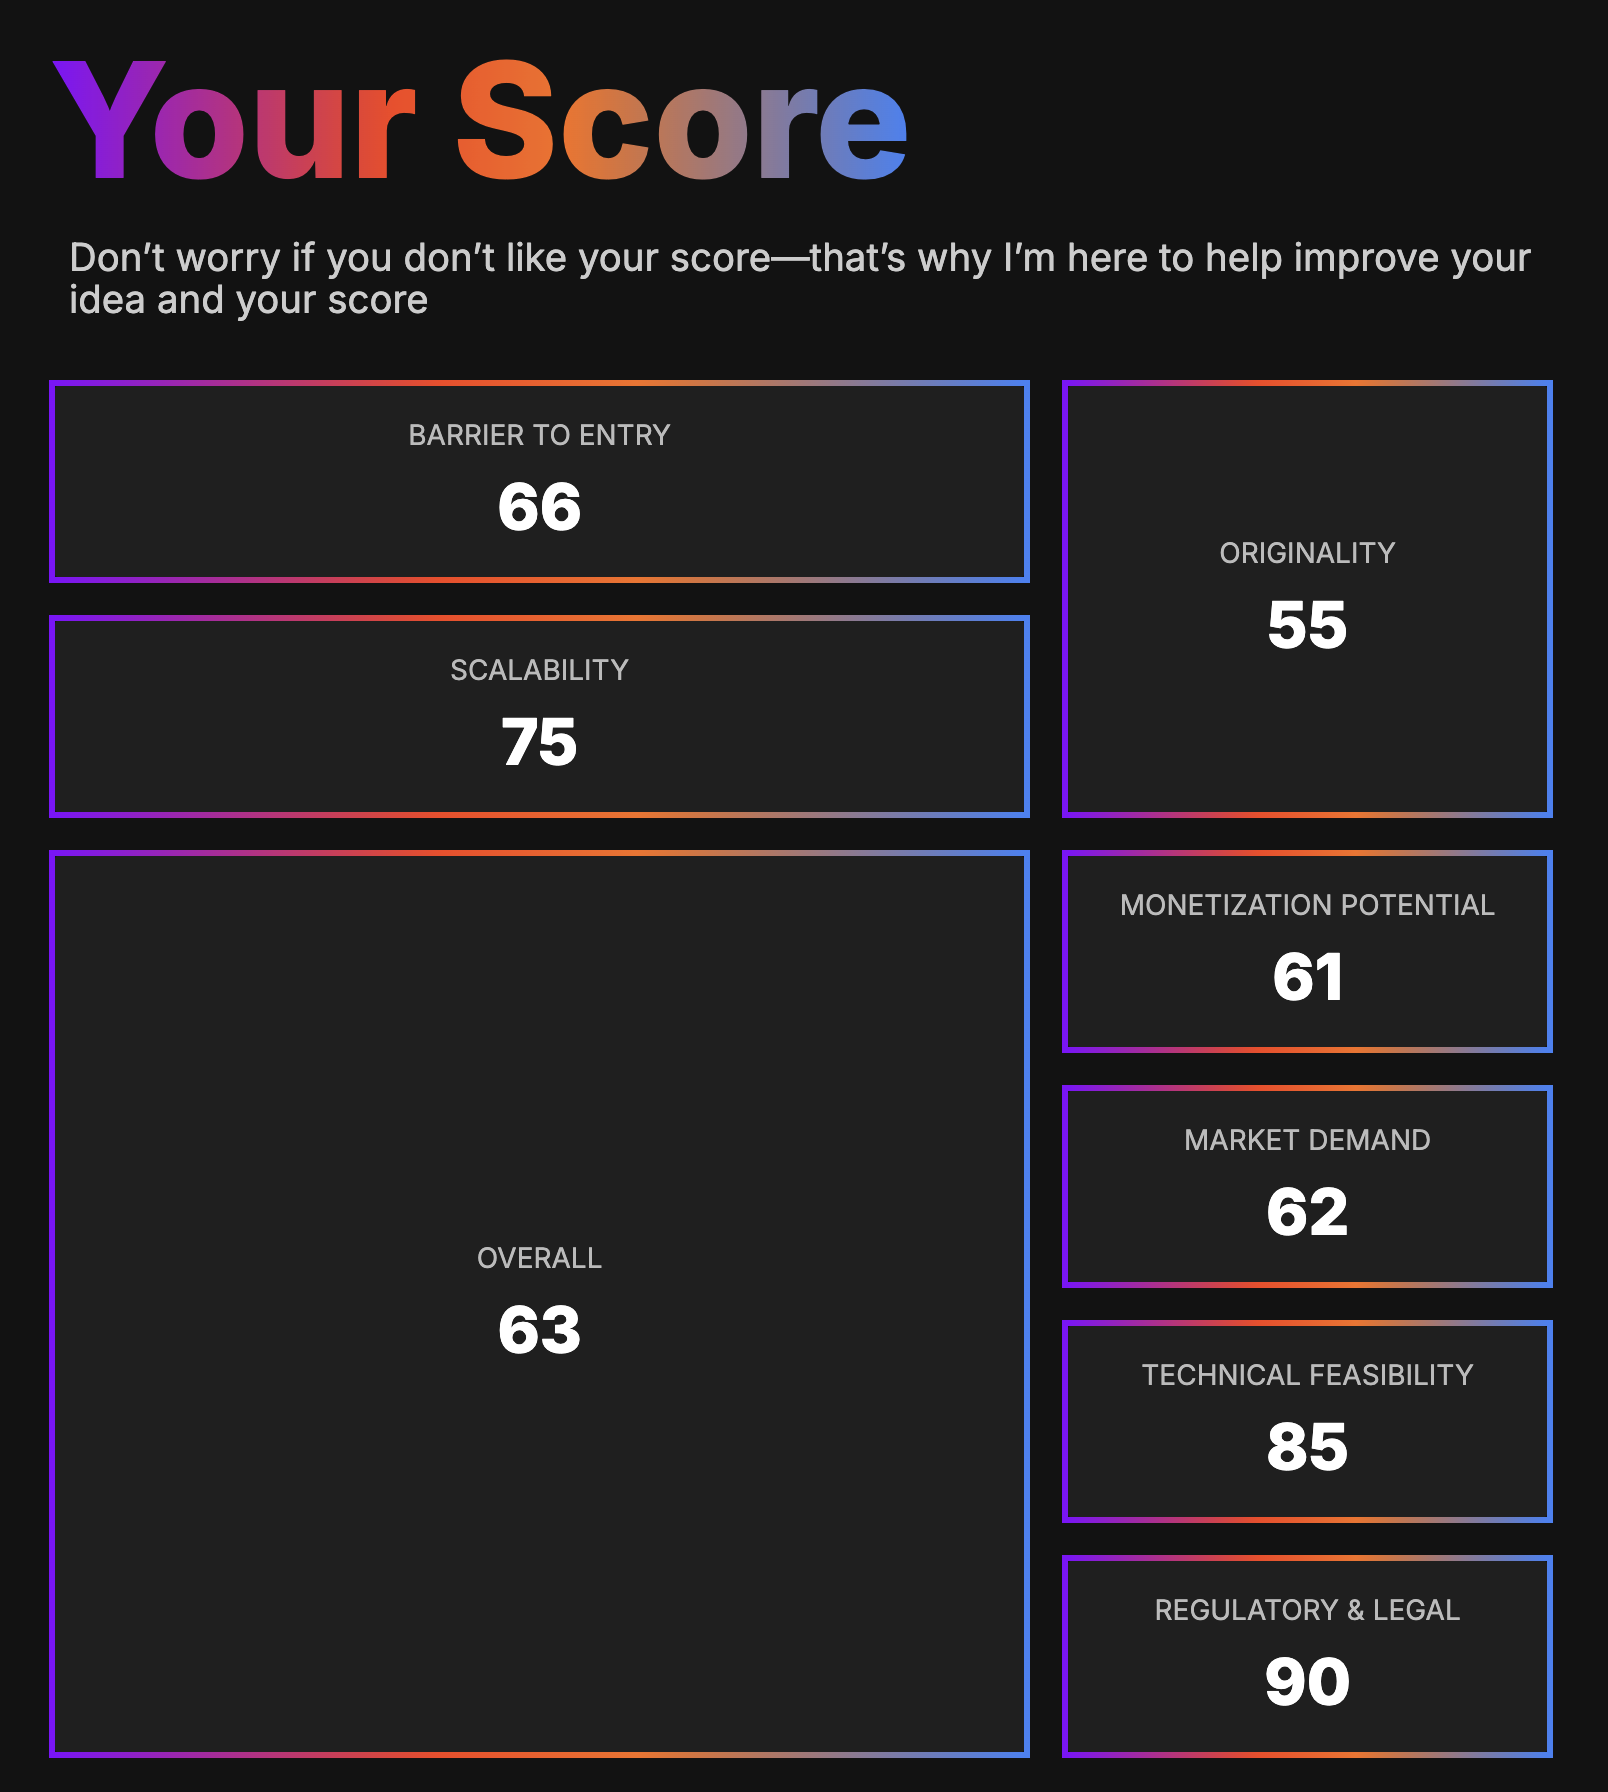 Your Score
Don’t worry if you don’t like your score—that’s why I’m here to help improve your
idea and your score
BARRIER TO ENTRY
66
ORIGINALITY
55
SCALABILITY
75
OVERALL
63
MONETIZATION POTENTIAL
61
MARKET DEMAND
62
TECHNICAL FEASIBILITY
85
REGULATORY & LEGAL
90